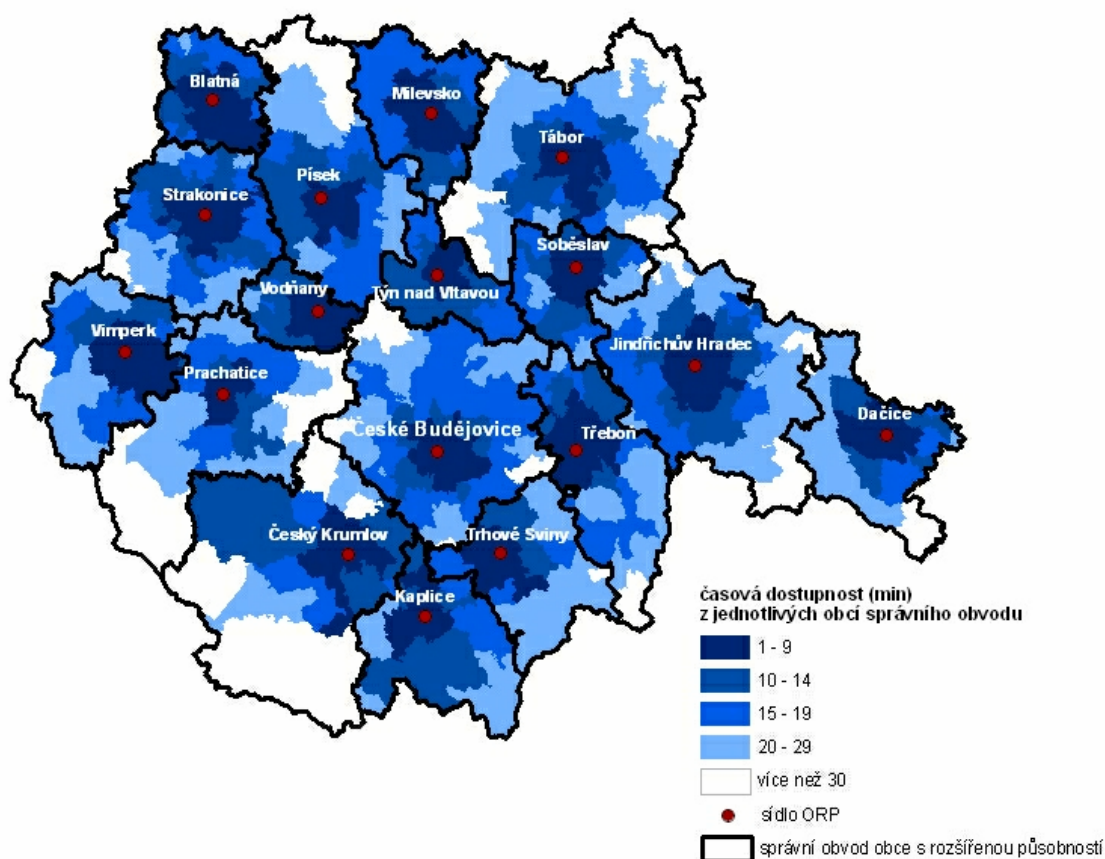 Blatná
Milevsko
Tábor
Písek
Strakonice
Soběslav
Vodňany
Týn nad Vltavou
Vimperk
Jindřichův Hradec
Prachatice
Dačice
České Budějovice
Třeboň
Český Krumlov
Trhové Sviny
Kaplice
časová dostupnost (min)
z jednotlivých obcí správního obvodu
1 - 9
10 - 14
15 - 19
20 - 29
více než 30
sídlo ORP
správní obvod obce s rozšířenou působností